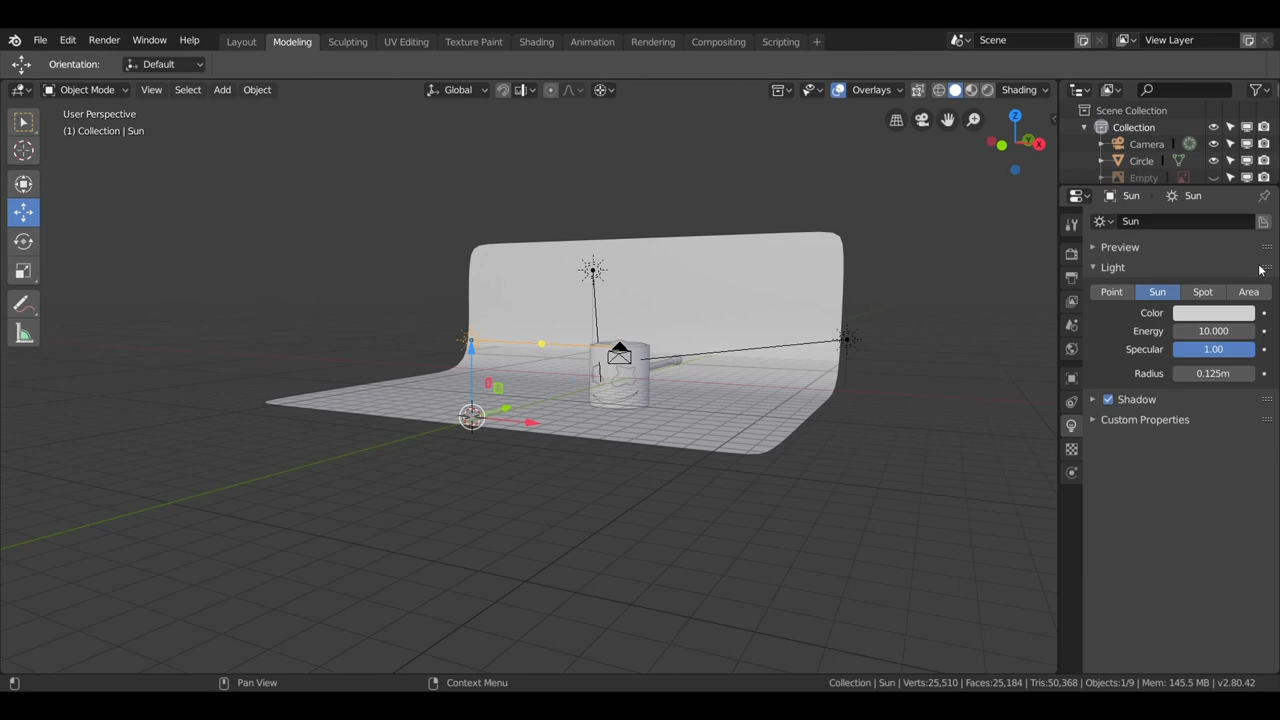 File Edit Render Window Help Layout Modeling Sculpting UV Editing Texture Paint Shading Animation Rendering Compositing Scripting + Scene View Layer
Orientation: Default
Object Mode View Select Add Object Global Overlays Shading
User Perspective
(1) Collection | Sun
Z
Y
X
Scene Collection
Collection
Camera
Circle
Empty
Sun Sun
Sun
Preview
Light
Point Sun Spot Area
Color
Energy 10.000
Specular 1.00
Radius 0.125m
Shadow
Custom Properties
Pan View Context Menu Collection | Sun | Verts:25,510 | Faces:25,184 | Tris:50,368 | Objects:1/9 | Mem: 145.5 MB | v2.80.42